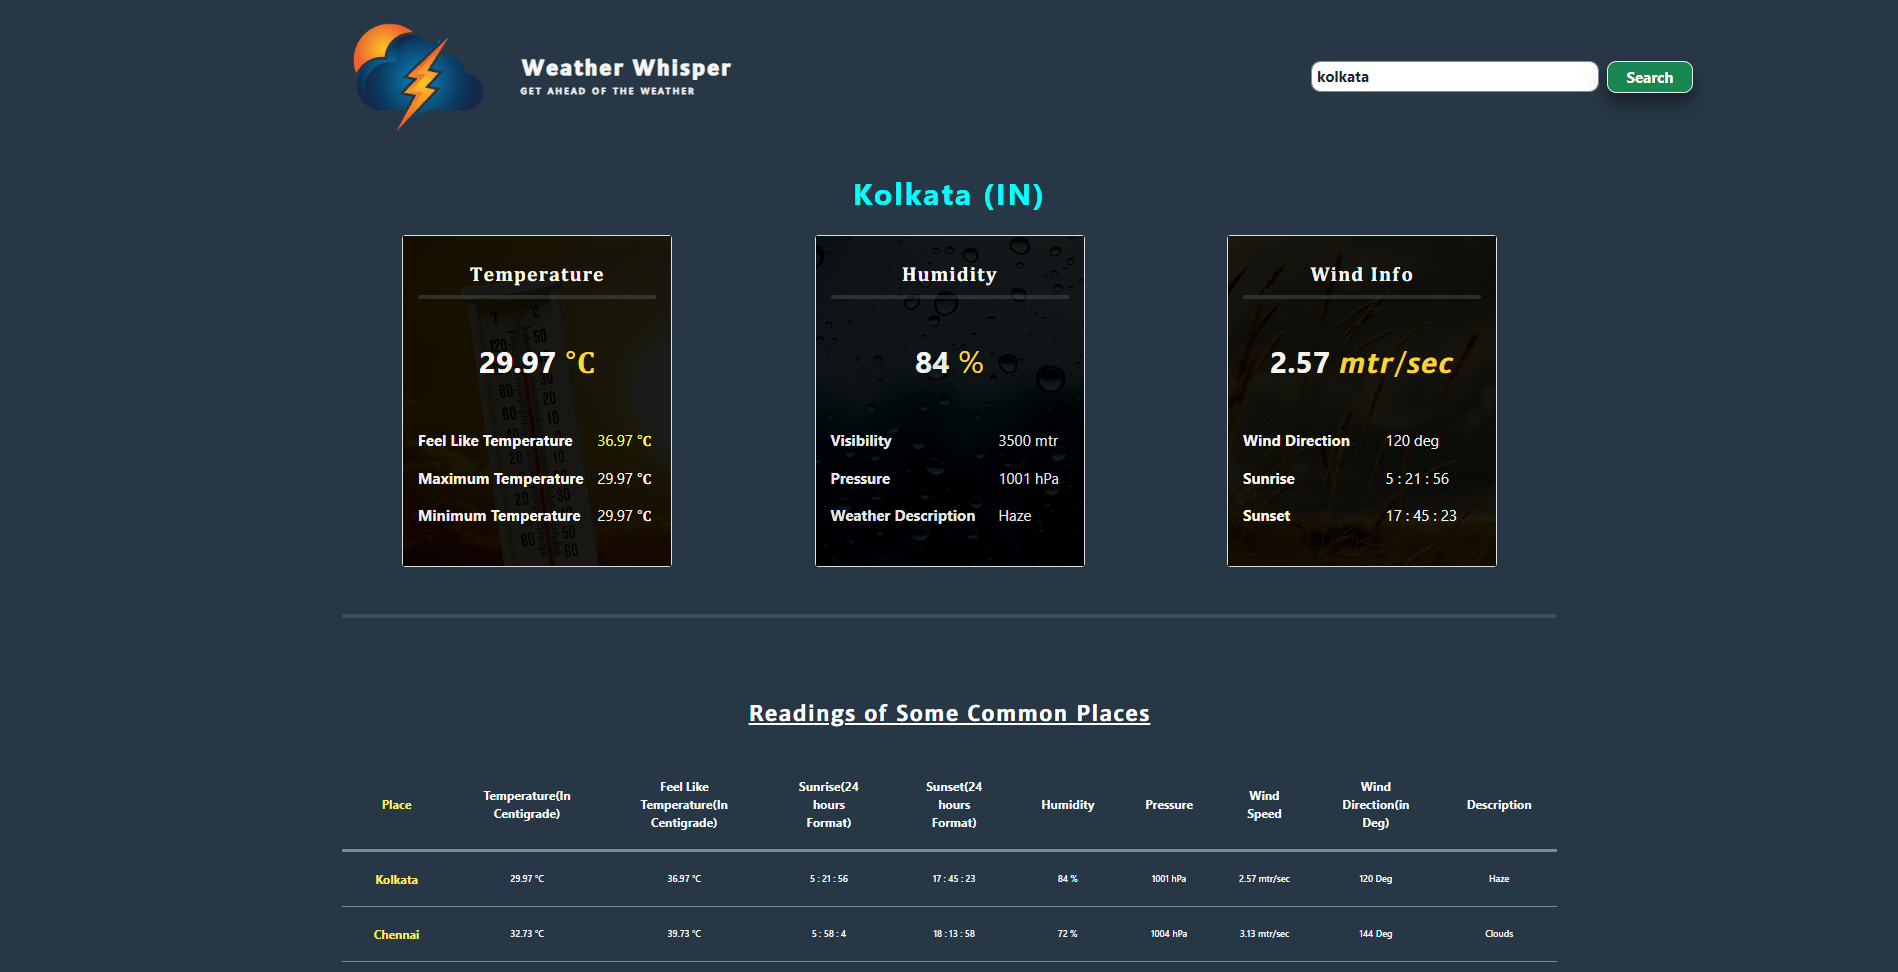 Weather Whisper
GET AHEAD OF THE WEATHER
kolkata
Search
Kolkata (IN)
Temperature
29.97 °C
Feel Like Temperature 36.97 °C
Maximum Temperature 29.97 °C
Minimum Temperature 29.97 °C
Humidity
84 %
Visibility 3500 mtr
Pressure 1001 hPa
Weather Description Haze
Wind Info
2.57 mtr/sec
Wind Direction 120 deg
Sunrise 5 : 21 : 56
Sunset 17 : 45 : 23
Readings of Some Common Places
Place
Temperature(In
Centigrade)
Feel Like
Temperature(In
Centigrade)
Sunrise(24
hours
Format)
Sunset(24
hours
Format)
Humidity
Pressure
Wind
Speed
Wind
Direction(in
Deg)
Description
Kolkata 29.97 °C 36.97 °C 5 : 21 : 56 17 : 45 : 23 84 % 1001 hPa 2.57 mtr/sec 120 Deg Haze
Chennai 32.73 °C 39.73 °C 5 : 58 : 4 18 : 13 : 58 72 % 1004 hPa 3.13 mtr/sec 144 Deg Clouds